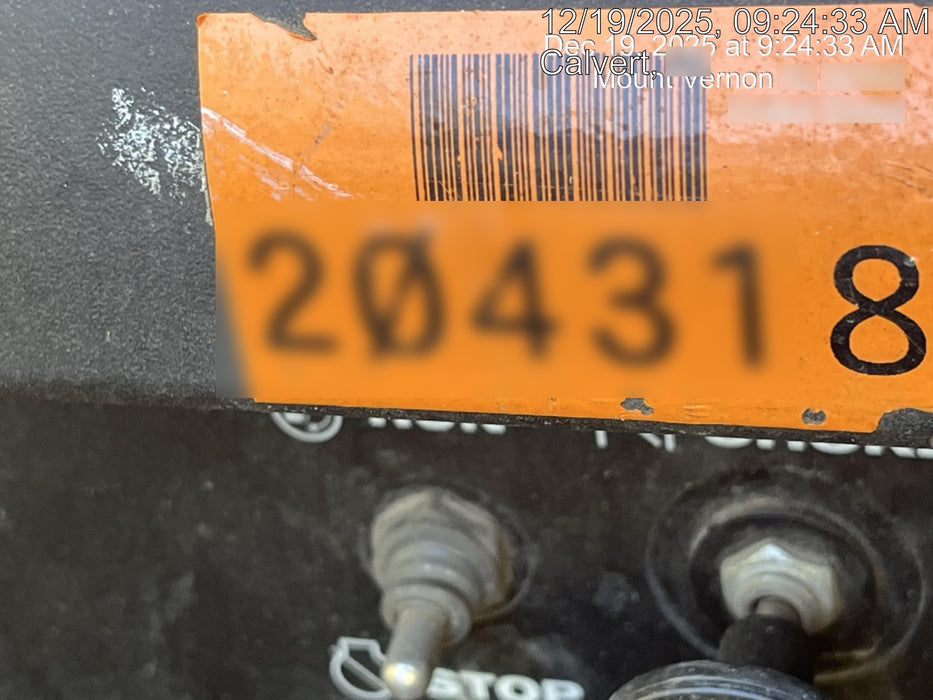 12/19/2025, 09:24:33 AM
Dec 19, 2025 at 9:24:33 AM
Calvert,
Mount Vernon
204318
STOP